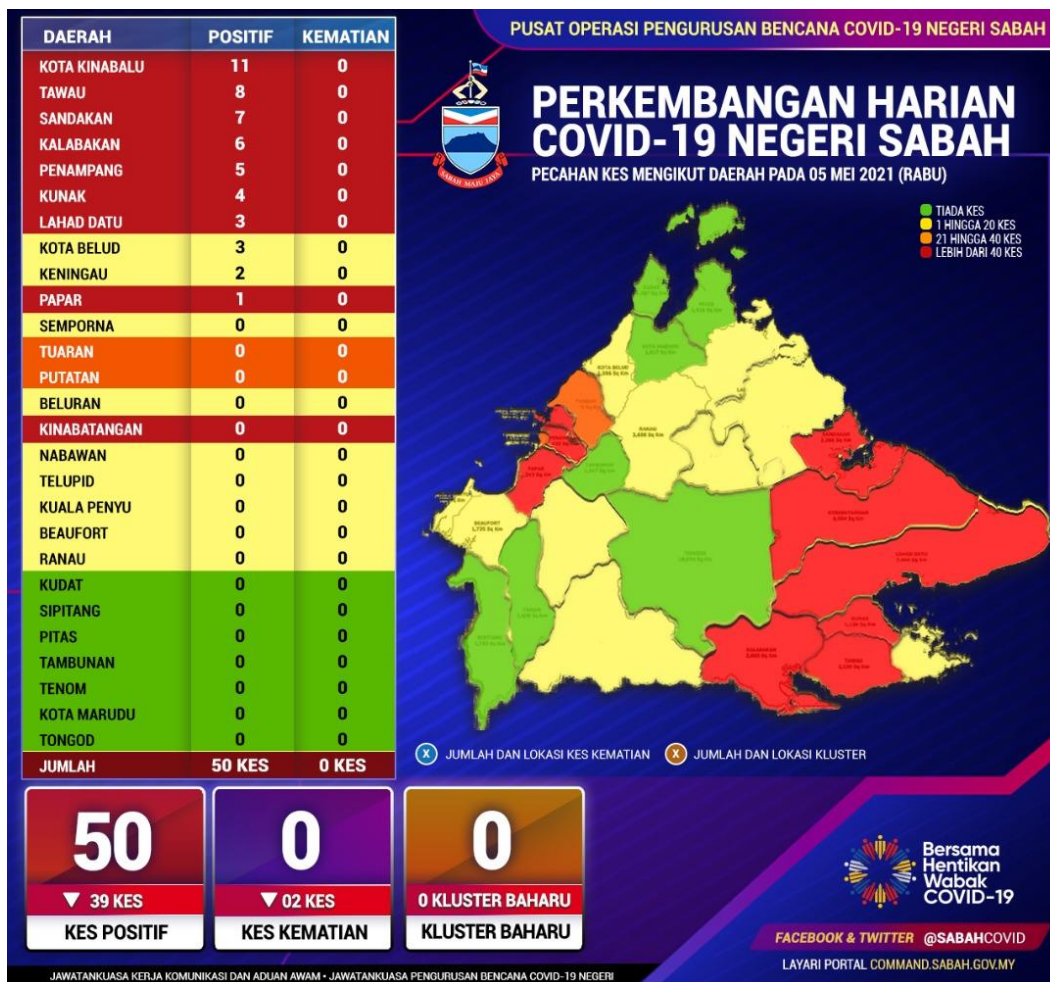 PUSAT OPERASI PENGURUSAN BENCANA COVID-19 NEGERI SABAH
PERKEMBANGAN HARIAN
COVID-19 NEGERI SABAH
PECAHAN KES MENGIKUT DAERAH PADA 05 MEI 2021 (RABU)
SABAH MAJU JAYA
DAERAH POSITIF KEMATIAN
KOTA KINABALU 11 0
TAWAU 8 0
SANDAKAN 7 0
KALABAKAN 6 0
PENAMPANG 5 0
KUNAK 4 0
LAHAD DATU 3 0
KOTA BELUD 3 0
KENINGAU 2 0
PAPAR 1 0
SEMPORNA 0 0
TUARAN 0 0
PUTATAN 0 0
BELURAN 0 0
KINABATANGAN 0 0
NABAWAN 0 0
TELUPID 0 0
KUALA PENYU 0 0
BEAUFORT 0 0
RANAU 0 0
KUDAT 0 0
SIPITANG 0 0
PITAS 0 0
TAMBUNAN 0 0
TENOM 0 0
KOTA MARUDU 0 0
TONGOD 0 0
JUMLAH 50 KES 0 KES
TIADA KES
1 HINGGA 20 KES
21 HINGGA 40 KES
LEBIH DARI 40 KES
KOTA BELUD
RANAU
BEAUFORT
X JUMLAH DAN LOKASI KES KEMATIAN X JUMLAH DAN LOKASI KLUSTER
50 0 0
▼ 39 KES ▼ 02 KES 0 KLUSTER BAHARU
KES POSITIF KES KEMATIAN KLUSTER BAHARU
Bersama
Hentikan
Wabak
COVID-19
FACEBOOK & TWITTER @SABAHCOVID
LAYARI PORTAL COMMAND.SABAH.GOV.MY
JAWATANKUASA KERJA KOMUNIKASI DAN ADUAN AWAM • JAWATANKUASA PENGURUSAN BENCANA COVID-19 NEGERI